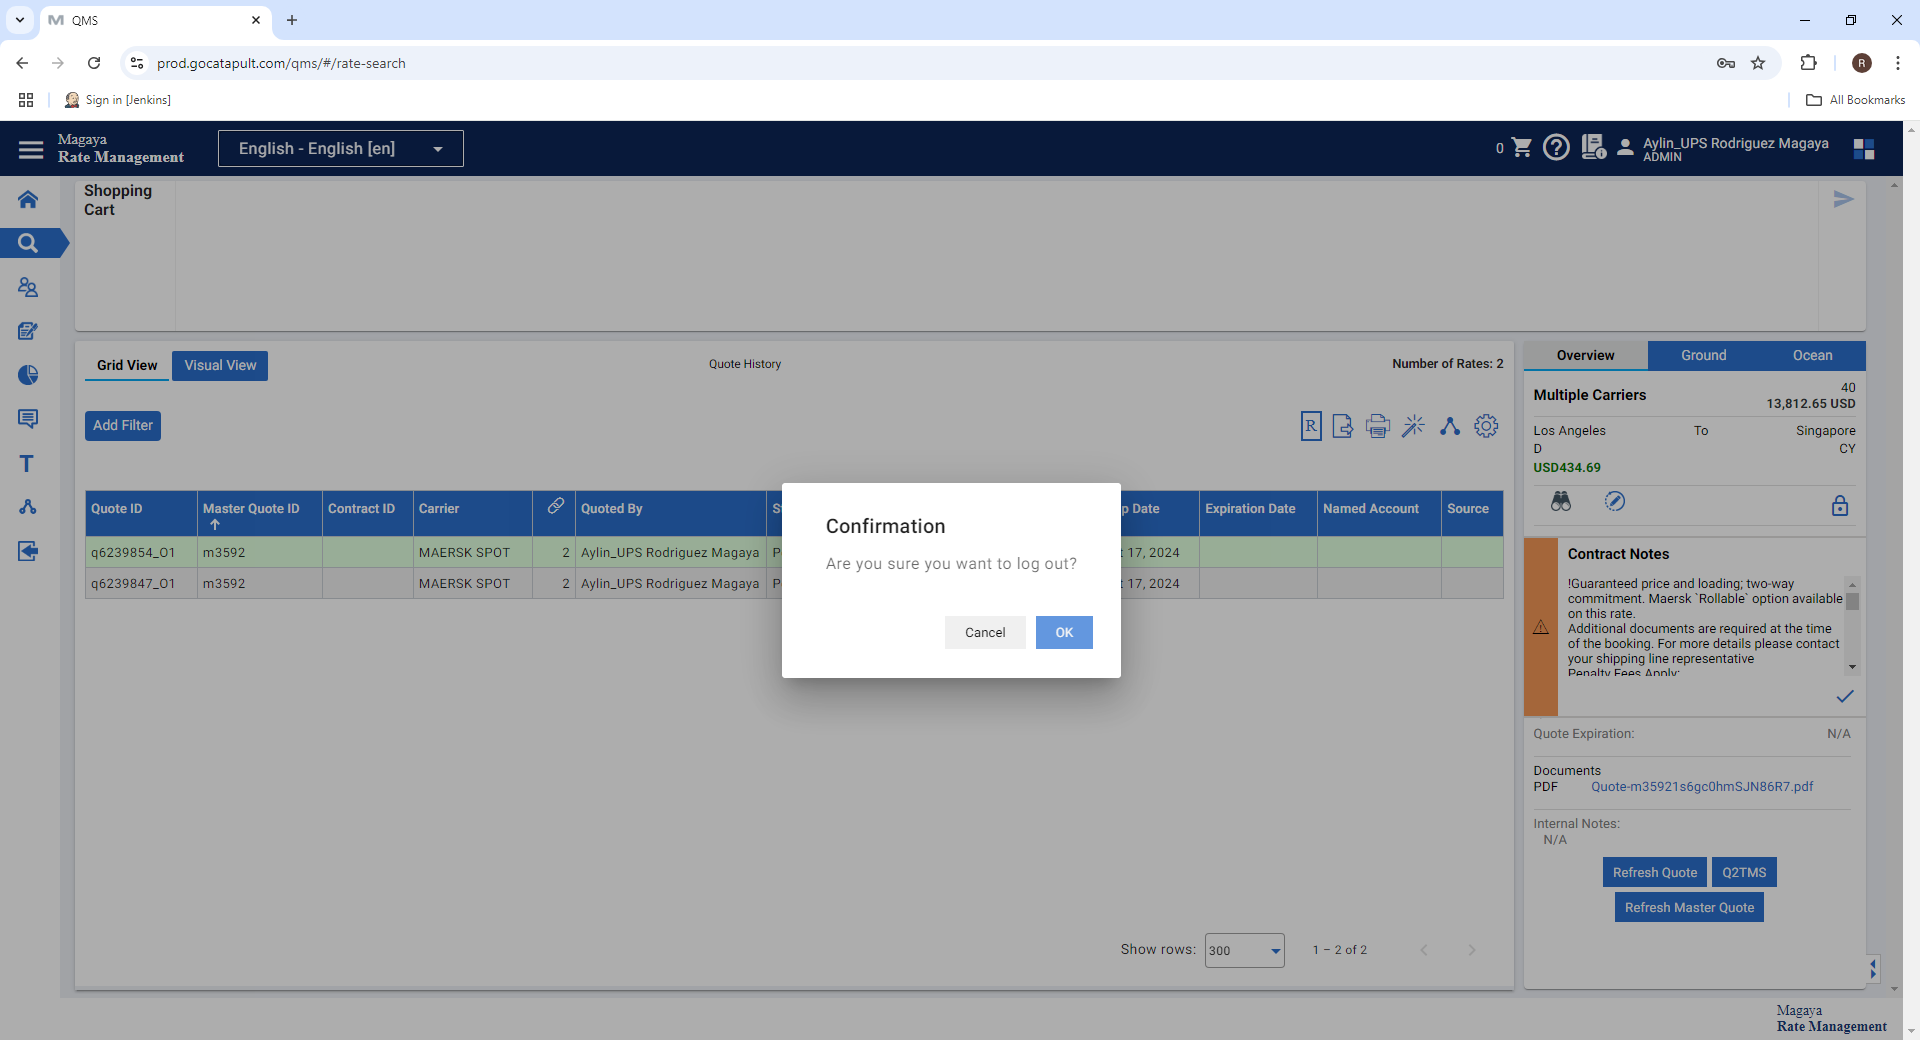 QMS
prod.gocatapult.com/qms/#/rate-search
R
Sign in [Jenkins]
All Bookmarks
Magaya
Rate Management
English - English [en]
0
Aylin_UPS Rodriguez Magaya
ADMIN
Shopping
Cart
Grid View
Visual View
Quote History
Number of Rates: 2
Add Filter
R
Quote ID
Master Quote ID
Contract ID
Carrier
Quoted By
p Date
Expiration Date
Named Account
Source
q6239854_O1 m3592 MAERSK SPOT 2 Aylin_UPS Rodriguez Magaya 17, 2024
q6239847_O1 m3592 MAERSK SPOT 2 Aylin_UPS Rodriguez Magaya 17, 2024
Confirmation
Are you sure you want to log out?
Cancel
OK
Show rows: 300 1 – 2 of 2
Overview
Ground
Ocean
Multiple Carriers
40
13,812.65 USD
Los Angeles To Singapore
D CY
USD434.69
Contract Notes
!Guaranteed price and loading; two-way
commitment. Maersk `Rollable` option available
on this rate.
Additional documents are required at the time
of the booking. For more details please contact
your shipping line representative
Penalty Fees Apply:
Quote Expiration: N/A
Documents
PDF Quote-m35921s6gc0hmSJN86R7.pdf
Internal Notes:
N/A
Refresh Quote
Q2TMS
Refresh Master Quote
T
Magaya
Rate Management